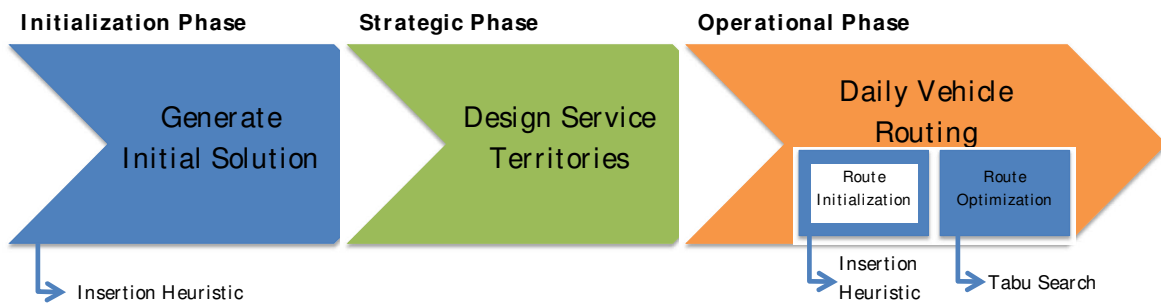 Initialization Phase
Strategic Phase
Operational Phase
Generate
Initial Solution
Design Service
Territories
Daily Vehicle
Routing
Route
Initialization
Route
Optimization
Insertion Heuristic
Insertion
Heuristic
Tabu Search